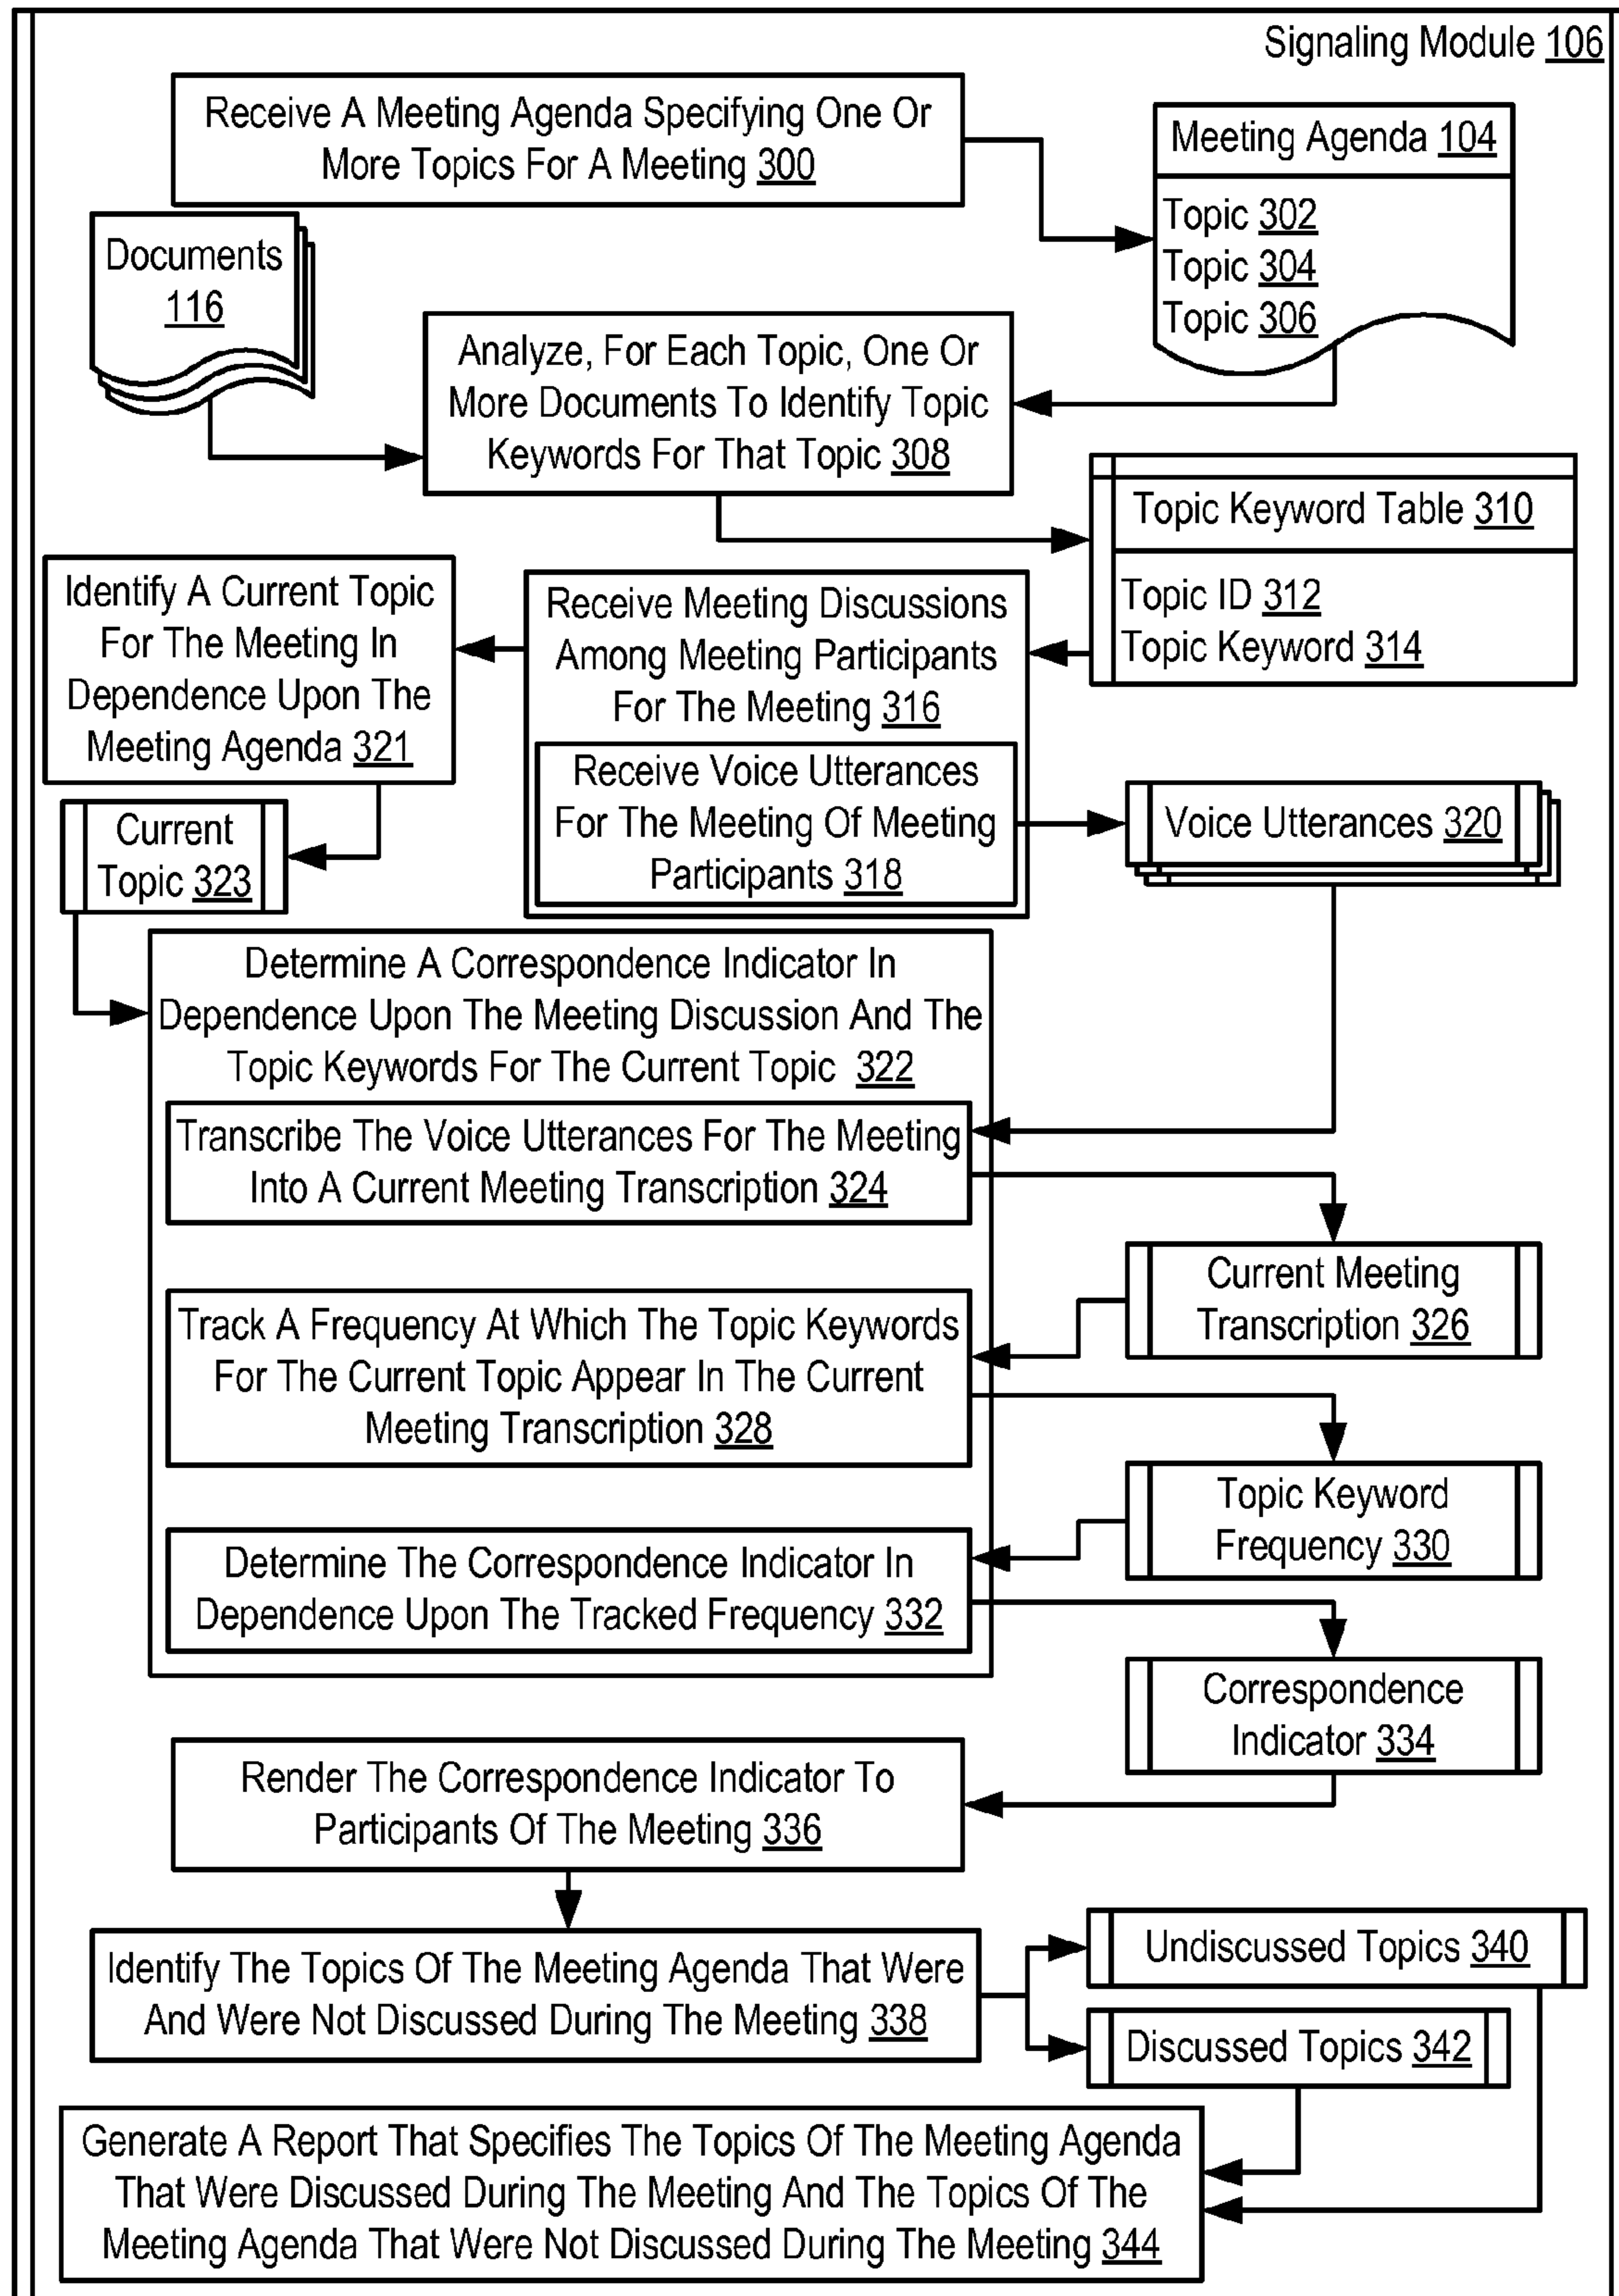 Signaling Module 106
Receive A Meeting Agenda Specifying One Or
More Topics For A Meeting 300
Meeting Agenda 104
Topic 302
Topic 304
Topic 306
Documents
116
Analyze, For Each Topic, One Or
More Documents To Identify Topic
Keywords For That Topic 308
Topic Keyword Table 310
Topic ID 312
Topic Keyword 314
Identify A Current Topic
For The Meeting In
Dependence Upon The
Meeting Agenda 321
Receive Meeting Discussions
Among Meeting Participants
For The Meeting 316
Receive Voice Utterances
For The Meeting Of Meeting
Participants 318
Voice Utterances 320
Current
Topic 323
Determine A Correspondence Indicator In
Dependence Upon The Meeting Discussion And The
Topic Keywords For The Current Topic 322
Transcribe The Voice Utterances For The Meeting
Into A Current Meeting Transcription 324
Current Meeting
Transcription 326
Track A Frequency At Which The Topic Keywords
For The Current Topic Appear In The Current
Meeting Transcription 328
Topic Keyword
Frequency 330
Determine The Correspondence Indicator In
Dependence Upon The Tracked Frequency 332
Correspondence
Indicator 334
Render The Correspondence Indicator To
Participants Of The Meeting 336
Identify The Topics Of The Meeting Agenda That Were
And Were Not Discussed During The Meeting 338
Undiscussed Topics 340
Discussed Topics 342
Generate A Report That Specifies The Topics Of The Meeting Agenda
That Were Discussed During The Meeting And The Topics Of The
Meeting Agenda That Were Not Discussed During The Meeting 344